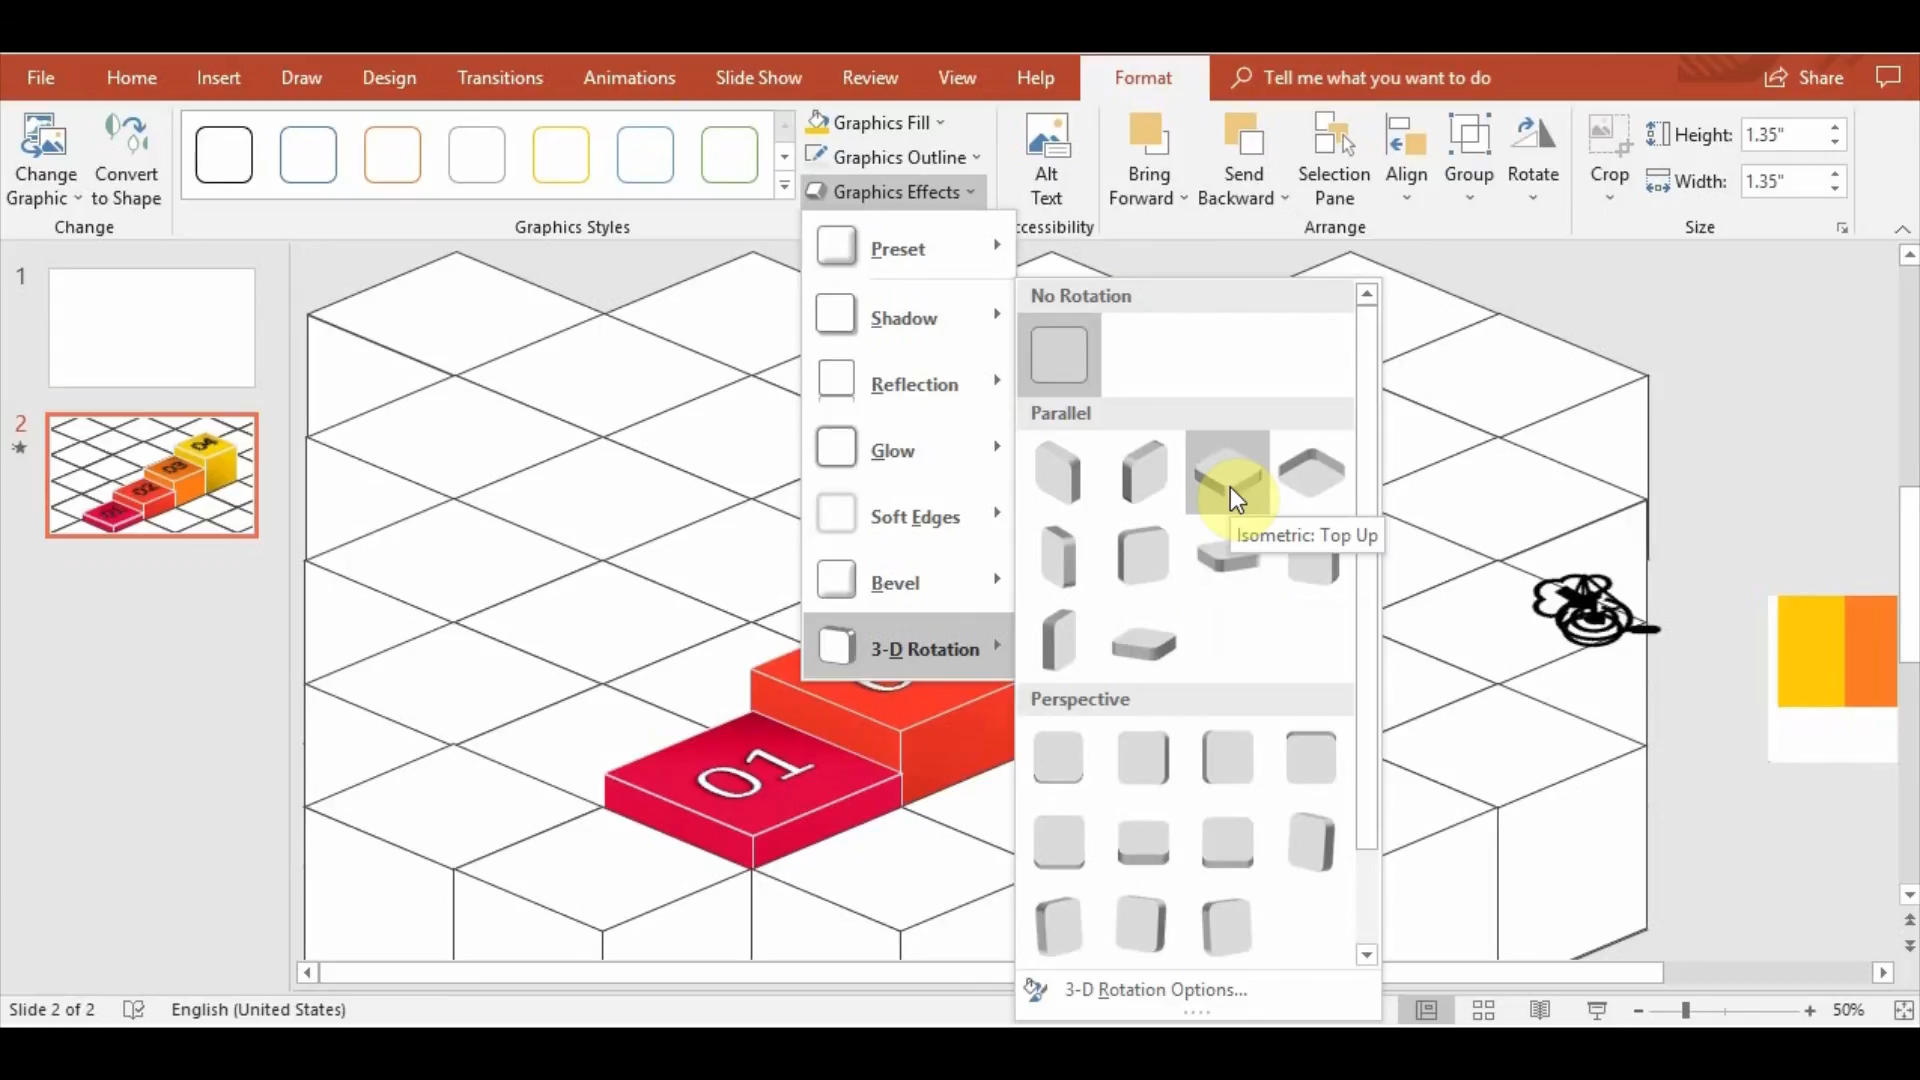 File Home Insert Draw Design Transitions Animations Slide Show Review View Help Format Tell me what you want to do Share
Change Graphic
Convert to Shape
Change
Graphics Fill
Graphics Outline
Graphics Effects
Graphics Styles
Alt Text
ccessibility
Bring Forward
Send Backward
Selection Pane
Align
Group
Rotate
Arrange
Crop
Height: 1.35"
Width: 1.35"
Size
Preset
Shadow
Reflection
Glow
Soft Edges
Bevel
3-D Rotation
No Rotation
Parallel
Isometric: Top Up
Perspective
3-D Rotation Options...
1
2
04
03
02
01
01
Slide 2 of 2 English (United States) 50%